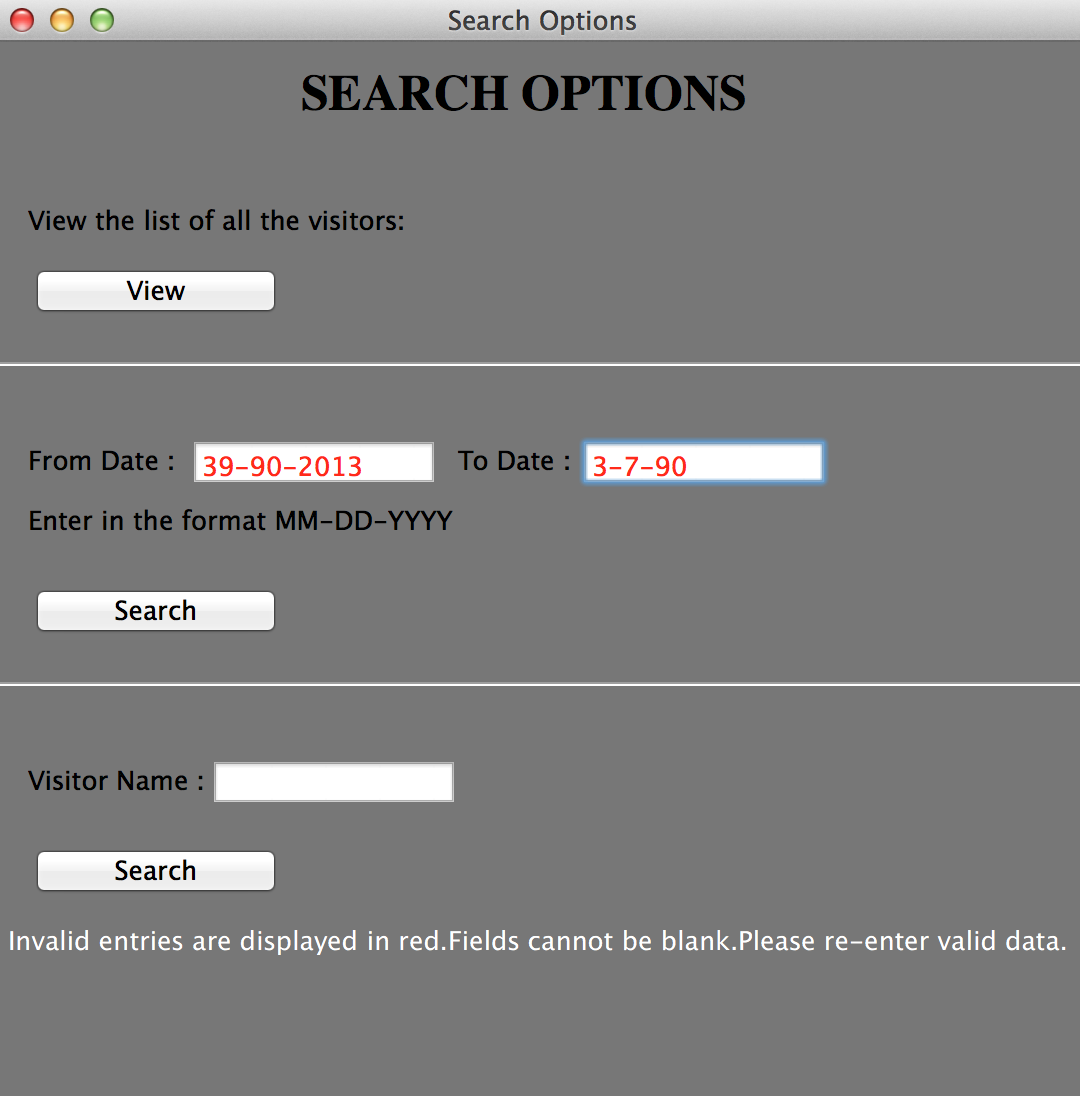 Search Options
SEARCH OPTIONS
View the list of all the visitors:
View
From Date : 39-90-2013 To Date : 3-7-90
Enter in the format MM-DD-YYYY
Search
Visitor Name :
Search
Invalid entries are displayed in red.Fields cannot be blank.Please re-enter valid data.